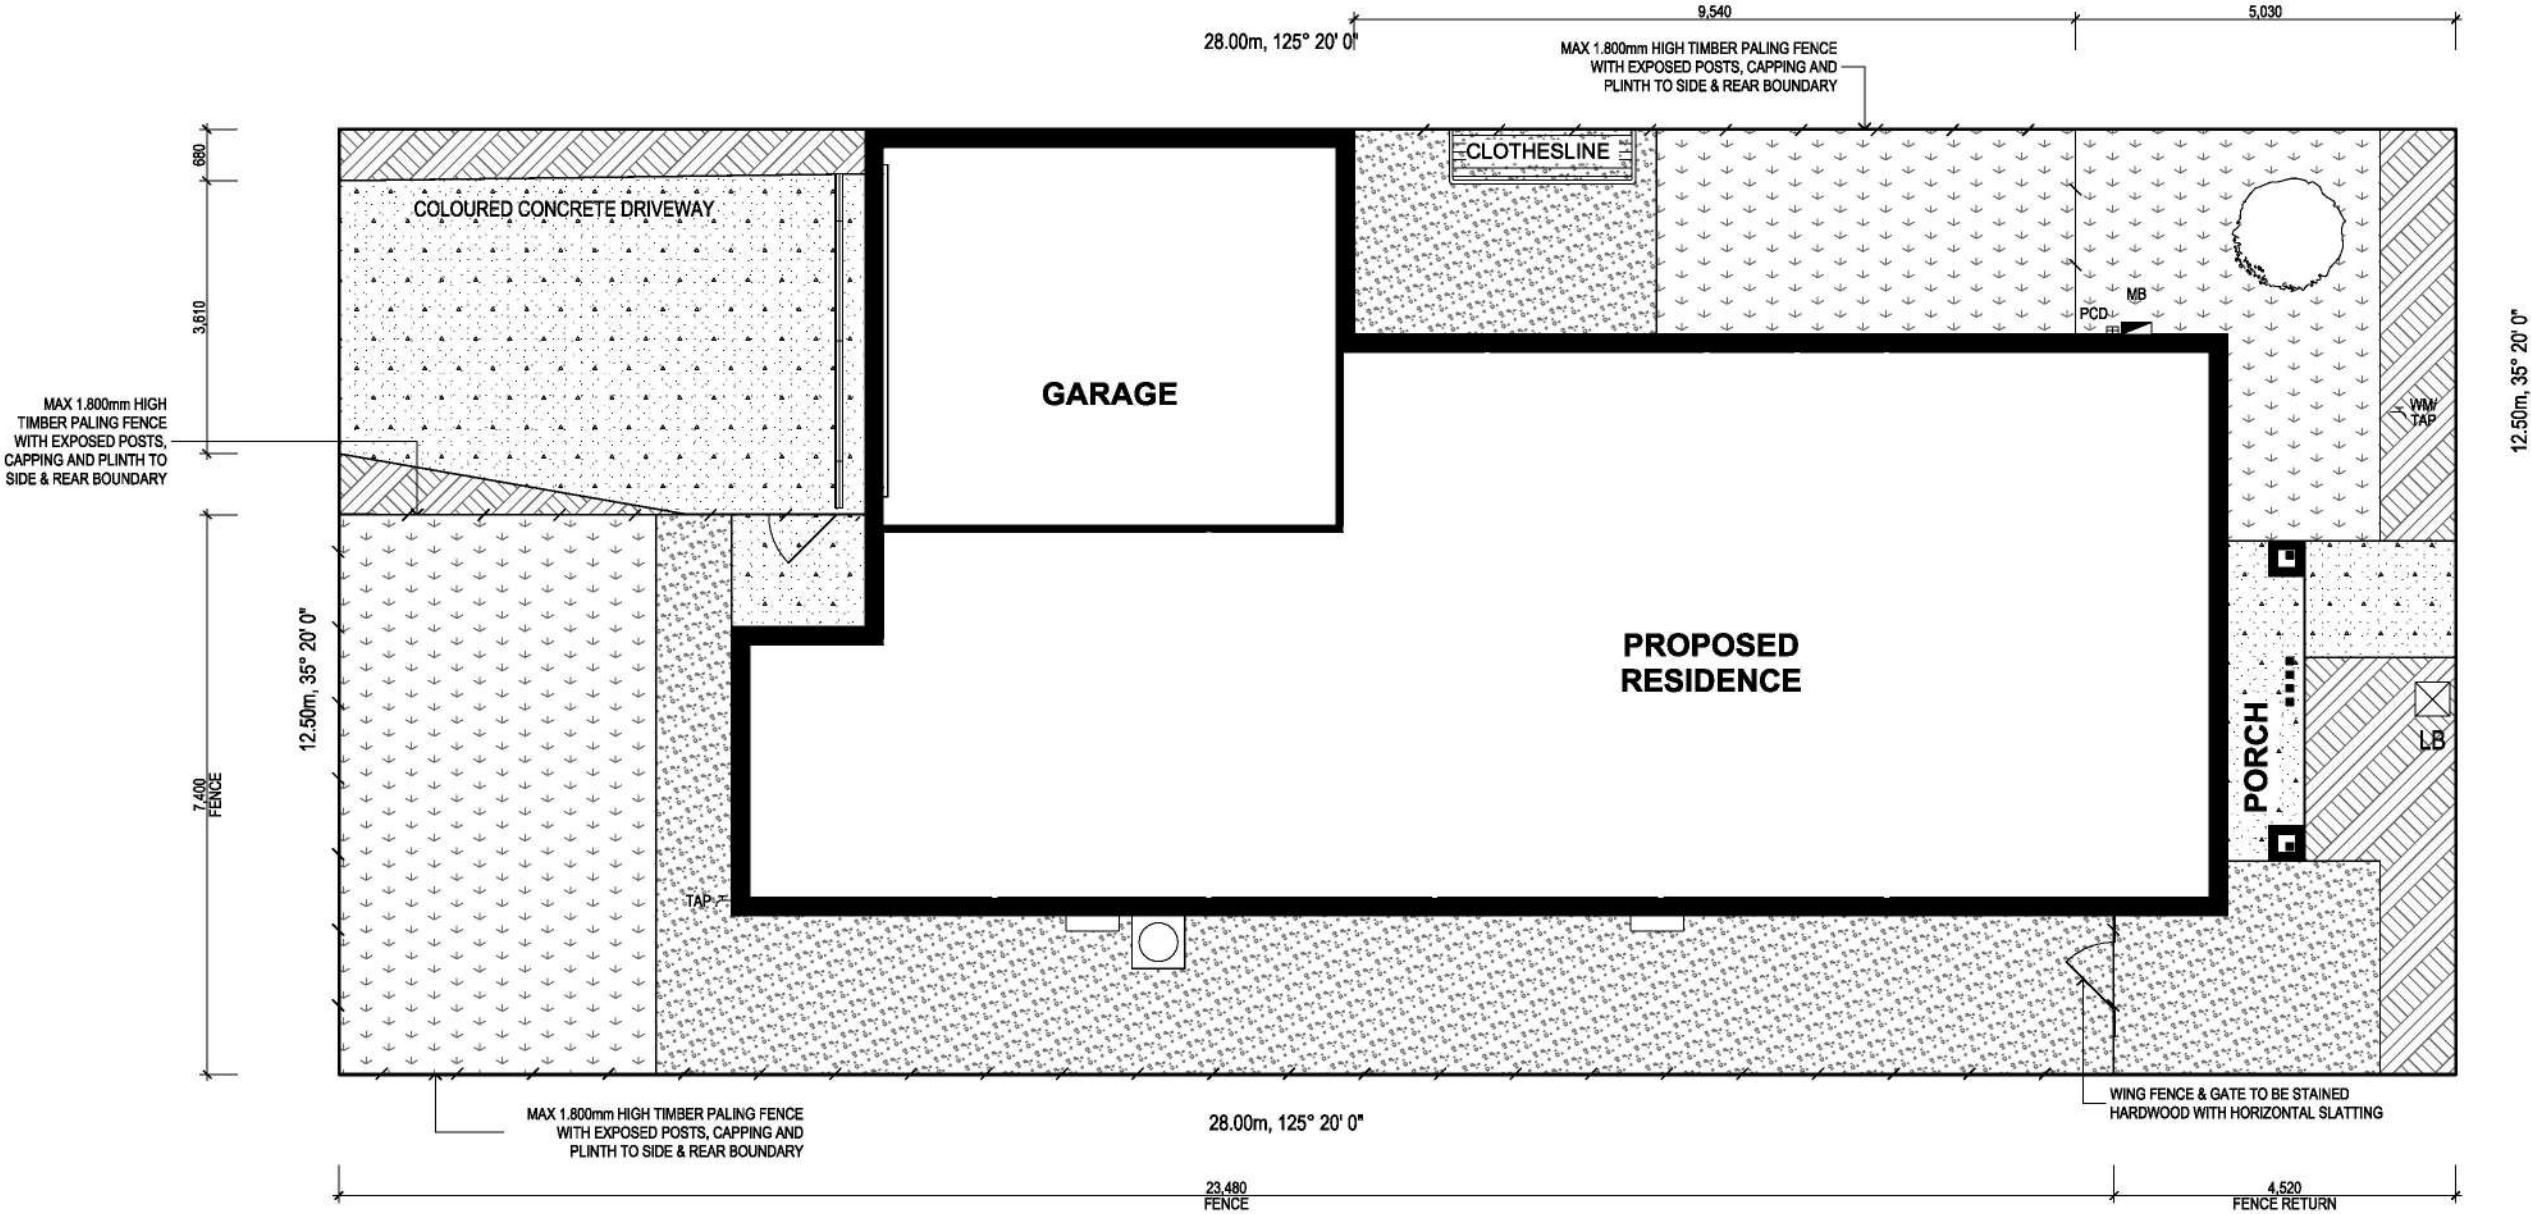 9,540
5,030
28.00m, 125° 20' 0"
MAX 1.800mm HIGH TIMBER PALING FENCE
WITH EXPOSED POSTS, CAPPING AND
PLINTH TO SIDE & REAR BOUNDARY
680
CLOTHESLINE
COLOURED CONCRETE DRIVEWAY
3,610
MB
PCD
12.50m, 35° 20' 0"
GARAGE
WM/
TAP
MAX 1.800mm HIGH
TIMBER PALING FENCE
WITH EXPOSED POSTS,
CAPPING AND PLINTH TO
SIDE & REAR BOUNDARY
12.50m, 35° 20' 0"
PROPOSED
RESIDENCE
PORCH
LB
7,400
FENCE
TAP
MAX 1.800mm HIGH TIMBER PALING FENCE
WITH EXPOSED POSTS, CAPPING AND
PLINTH TO SIDE & REAR BOUNDARY
28.00m, 125° 20' 0"
WING FENCE & GATE TO BE STAINED
HARDWOOD WITH HORIZONTAL SLATTING
23,480
FENCE
4,520
FENCE RETURN